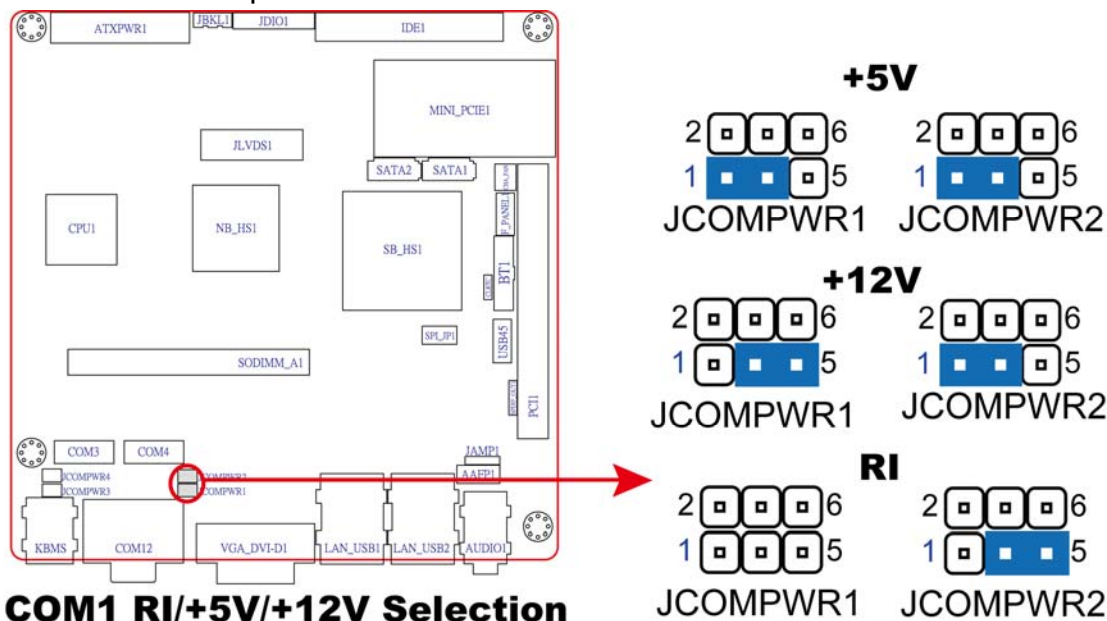 ATXPWR1
JBKL1
JDIO1
IDE1
MINI_PCIE1
JLVDS1
SATA2
SATA1
F_PANEL1
CPU1
NB_HS1
SB_HS1
BT1
SPI_JP1
USB45
SODIMM_A1
PCI1
COM3
COM4
JAMP1
AAFP1
JCOMPWR4
JCOMPWR3
JCOMPWR2
JCOMPWR1
KBMS
COM12
VGA_DVI-D1
LAN_USB1
LAN_USB2
AUDIO1
COM1 RI/+5V/+12V Selection
+5V
2 6 2 6
1 5 1 5
JCOMPWR1 JCOMPWR2
+12V
2 6 2 6
1 5 1 5
JCOMPWR1 JCOMPWR2
RI
2 6 2 6
1 5 1 5
JCOMPWR1 JCOMPWR2